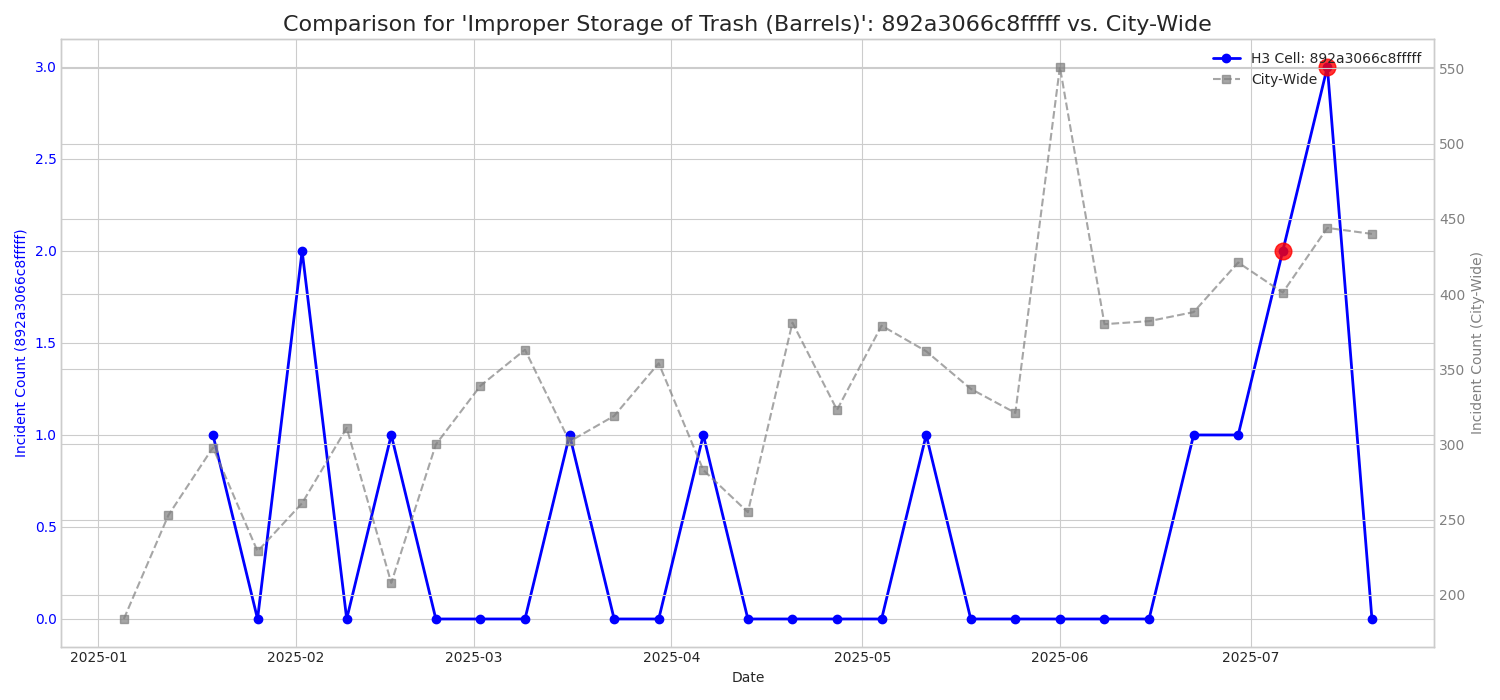 Comparison for 'Improper Storage of Trash (Barrels)': 892a3066c8fffff vs. City-Wide
H3 Cell: 892a3066c8fffff
City-Wide
Incident Count (892a3066c8fffff)
3.0
2.5
2.0
1.5
1.0
0.5
0.0
550
500
450
400
350
300
250
200
Incident Count (City-Wide)
2025-01 2025-02 2025-03 2025-04 2025-05 2025-06 2025-07
Date